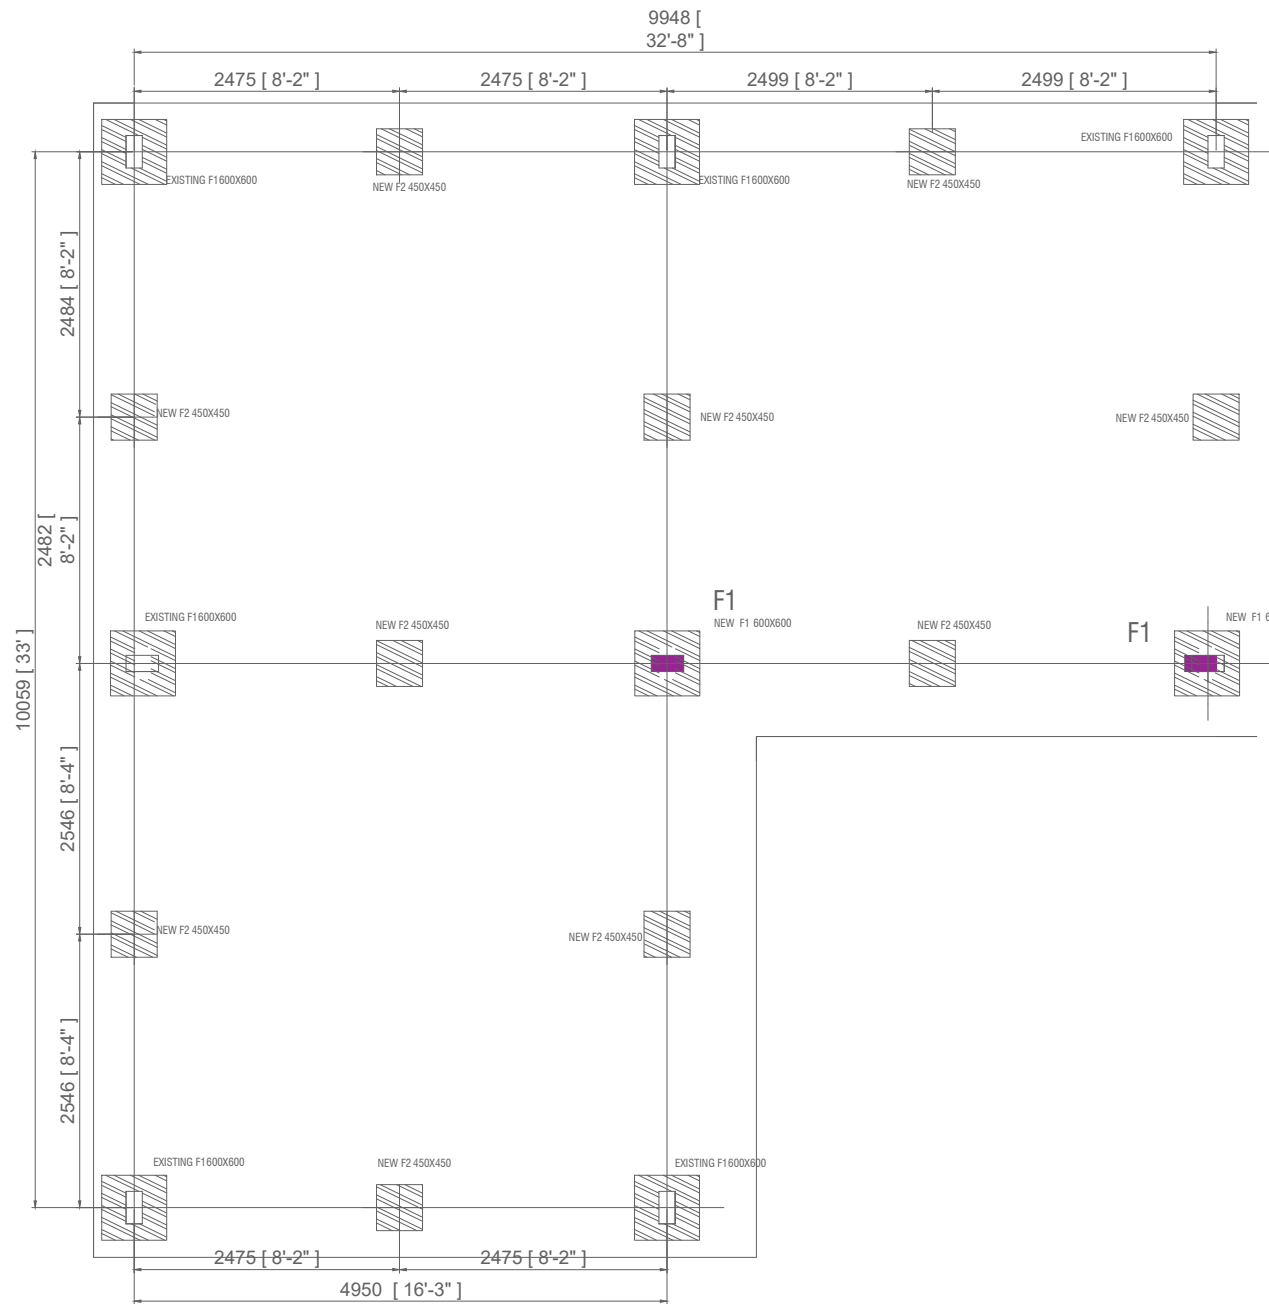 9948 [
32'-8" ]
2475 [ 8'-2" ]
2475 [ 8'-2" ]
2499 [ 8'-2" ]
2499 [ 8'-2" ]
EXISTING F1600X600
EXISTING F1600X600
NEW F2 450X450
EXISTING F1600X600
NEW F2 450X450
2484 [ 8'-2" ]
NEW F2 450X450
NEW F2 450X450
NEW F2 450X450
2482 [
8'-2" ]
F1
EXISTING F1600X600
NEW F2 450X450
NEW F1 600X600
NEW F2 450X450
F1
NEW F1 6
10059 [ 33' ]
2546 [ 8'-4" ]
NEW F2 450X450
NEW F2 450X450
2546 [ 8'-4" ]
EXISTING F1600X600
NEW F2 450X450
EXISTING F1600X600
2475 [ 8'-2" ]
2475 [ 8'-2" ]
4950 [ 16'-3" ]